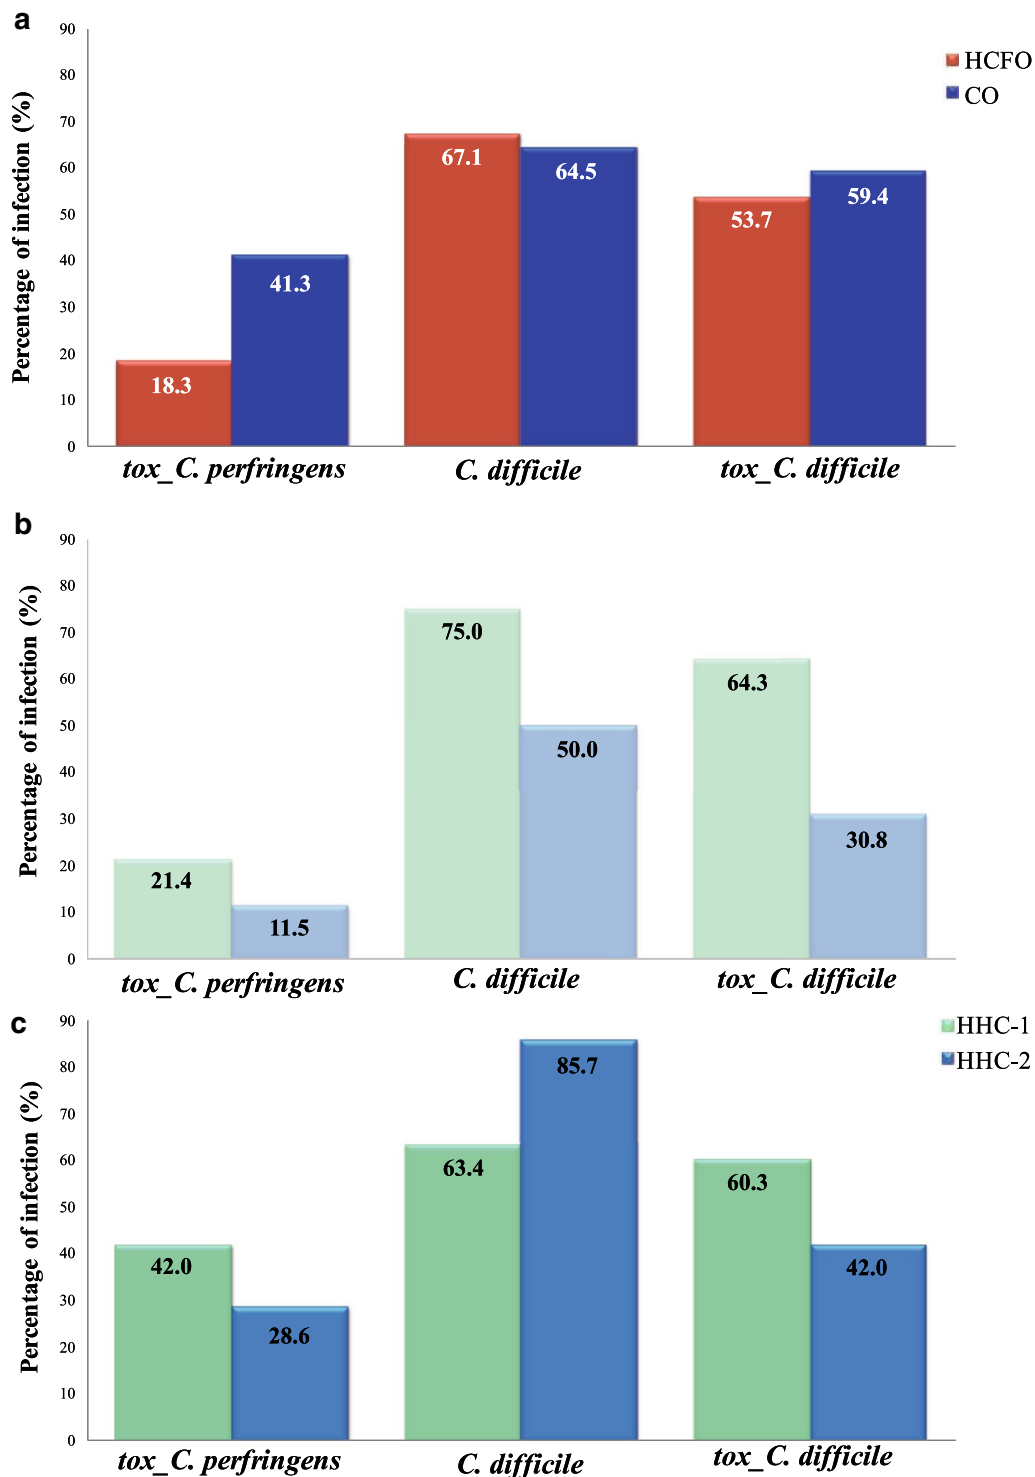 a
90
80
70
60
50
40
30
20
10
0
Percentage of infection (%)
HCFO
CO
18.3
41.3
67.1
64.5
53.7
59.4
tox_C. perfringens
C. difficile
tox_C. difficile
b
90
80
70
60
50
40
30
20
10
0
Percentage of infection (%)
21.4
11.5
75.0
50.0
64.3
30.8
tox_C. perfringens
C. difficile
tox_C. difficile
c
90
80
70
60
50
40
30
20
10
0
Percentage of infection (%)
HHC-1
HHC-2
42.0
28.6
63.4
85.7
60.3
42.0
tox_C. perfringens
C. difficile
tox_C. difficile